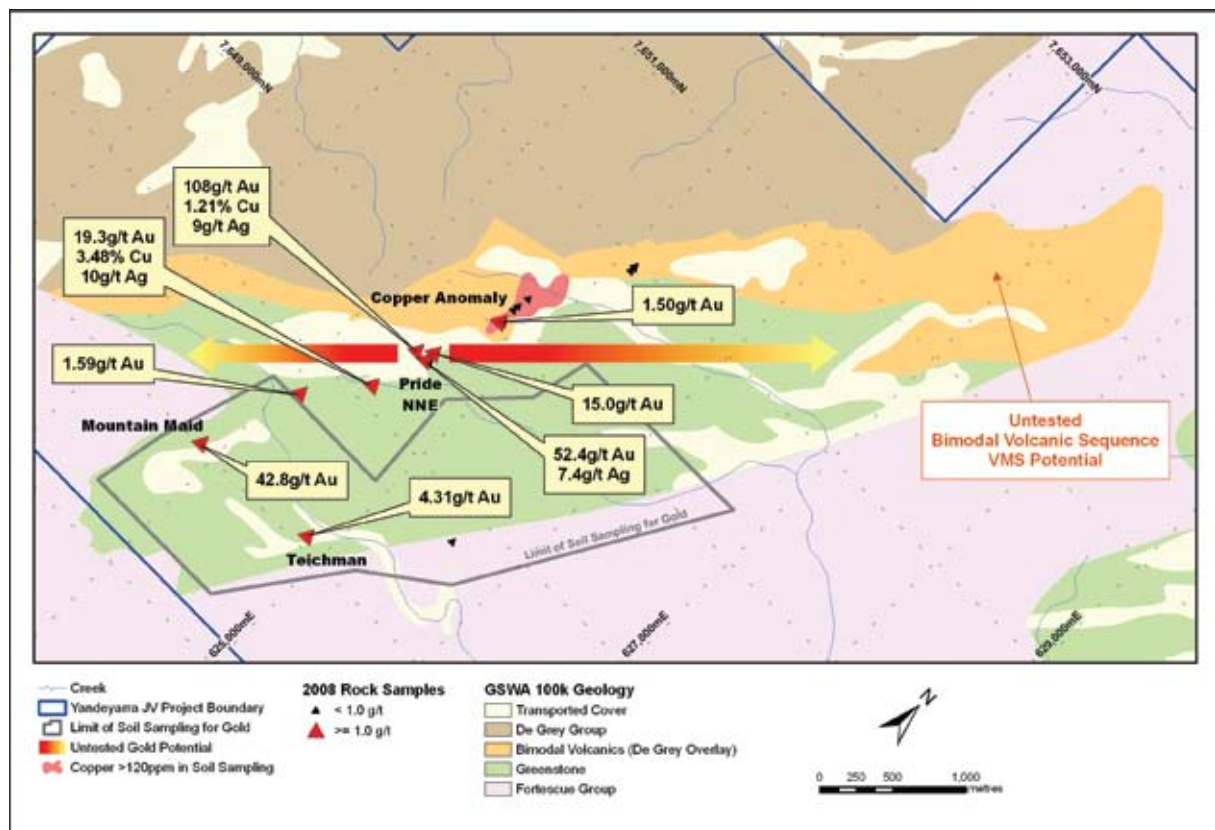 7,649,000mN
7,651,000mN
7,653,000mN
108g/t Au
1.21% Cu
9g/t Ag
19.3g/t Au
3.48% Cu
10g/t Ag
Copper Anomaly
1.50g/t Au
1.59g/t Au
Pride
NNE
15.0g/t Au
Mountain Maid
52.4g/t Au
7.4g/t Ag
42.8g/t Au
4.31g/t Au
Untested
Bimodal Volcanic Sequence
VMS Potential
Teichman
Limit of Soil Sampling for Gold
625,000mE
627,000mE
629,000mE
Creek
Yandeyarra JV Project Boundary
Limit of Soil Sampling for Gold
Untested Gold Potential
Copper >120ppm in Soil Sampling
2008 Rock Samples
< 1.0 g/t
>= 1.0 g/t
GSWA 100k Geology
Transported Cover
De Grey Group
Bimodal Volcanics (De Grey Overlay)
Greenstone
Fortescue Group
N
0 250 500 1,000
metres